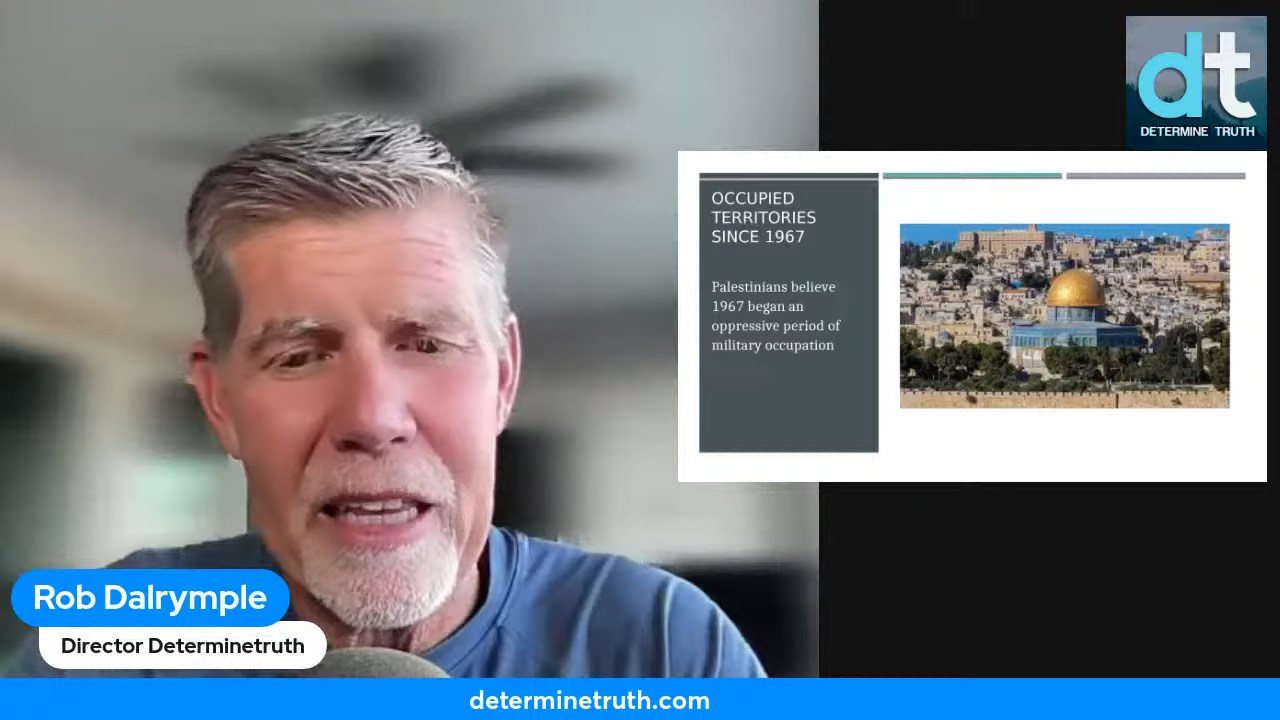 dt
DETERMINE TRUTH
OCCUPIED
TERRITORIES
SINCE 1967
Palestinians believe
1967 began an
oppressive period of
military occupation
Rob Dalrymple
Director Determinetruth
determinetruth.com